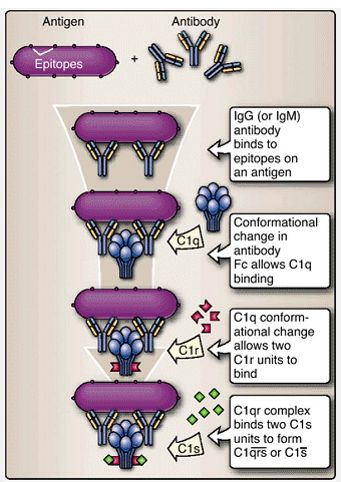 Antigen
Antibody
Epitopes
+
IgG (or IgM)
antibody
binds to
epitopes on
an antigen
C1q
Conformational
change in
antibody
Fc allows C1q
binding
C1r
C1q conform-
ational change
allows two
C1r units to
bind
C1s
C1qr complex
binds two C1s
units to form
C1q̅r̅s̅ or C1s̅